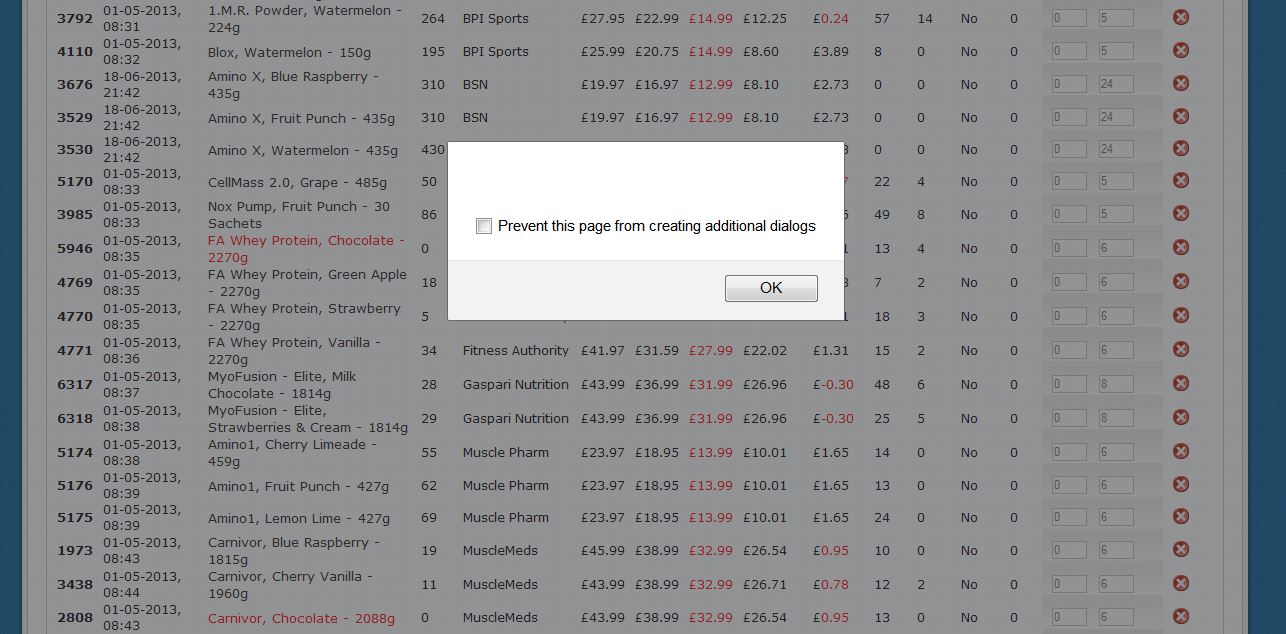 3792 01-05-2013, 08:31 1.M.R. Powder, Watermelon - 224g 264 BPI Sports £27.95 £22.99 £14.99 £12.25 £0.24 57 14 No 0 0 5
4110 01-05-2013, 08:32 Blox, Watermelon - 150g 195 BPI Sports £25.99 £20.75 £14.99 £8.60 £3.89 8 0 No 0 0 5
3676 18-06-2013, 21:42 Amino X, Blue Raspberry - 435g 310 BSN £19.97 £16.97 £12.99 £8.10 £2.73 0 0 No 0 0 24
3529 18-06-2013, 21:42 Amino X, Fruit Punch - 435g 310 BSN £19.97 £16.97 £12.99 £8.10 £2.73 0 0 No 0 0 24
3530 18-06-2013, 21:42 Amino X, Watermelon - 435g 430 3 0 0 No 0 0 24
5170 01-05-2013, 08:33 CellMass 2.0, Grape - 485g 50 22 4 No 0 0 5
3985 01-05-2013, 08:33 Nox Pump, Fruit Punch - 30 Sachets 86 49 8 No 0 0 5
Prevent this page from creating additional dialogs
5946 01-05-2013, 08:35 FA Whey Protein, Chocolate - 2270g 0 13 4 No 0 0 6
4769 01-05-2013, 08:35 FA Whey Protein, Green Apple - 2270g 18 7 2 No 0 0 6
OK
4770 01-05-2013, 08:35 FA Whey Protein, Strawberry - 2270g 5 18 3 No 0 0 6
4771 01-05-2013, 08:36 FA Whey Protein, Vanilla - 2270g 34 Fitness Authority £41.97 £31.59 £27.99 £22.02 £1.31 15 2 No 0 0 6
6317 01-05-2013, 08:37 MyoFusion - Elite, Milk Chocolate - 1814g 28 Gaspari Nutrition £43.99 £36.99 £31.99 £26.96 £-0.30 48 6 No 0 0 8
6318 01-05-2013, 08:38 MyoFusion - Elite, Strawberries & Cream - 1814g 29 Gaspari Nutrition £43.99 £36.99 £31.99 £26.96 £-0.30 25 5 No 0 0 8
5174 01-05-2013, 08:38 Amino1, Cherry Limeade - 459g 55 Muscle Pharm £23.97 £18.95 £13.99 £10.01 £1.65 14 0 No 0 0 6
5176 01-05-2013, 08:39 Amino1, Fruit Punch - 427g 62 Muscle Pharm £23.97 £18.95 £13.99 £10.01 £1.65 13 0 No 0 0 6
5175 01-05-2013, 08:39 Amino1, Lemon Lime - 427g 69 Muscle Pharm £23.97 £18.95 £13.99 £10.01 £1.65 24 0 No 0 0 6
1973 01-05-2013, 08:43 Carnivor, Blue Raspberry - 1815g 19 MuscleMeds £45.99 £38.99 £32.99 £26.54 £0.95 10 0 No 0 0 6
3438 01-05-2013, 08:44 Carnivor, Cherry Vanilla - 1960g 11 MuscleMeds £43.99 £38.99 £32.99 £26.71 £0.78 12 2 No 0 0 6
2808 01-05-2013, 08:43 Carnivor, Chocolate - 2088g 0 MuscleMeds £43.99 £38.99 £32.99 £26.54 £0.95 13 0 No 0 0 6